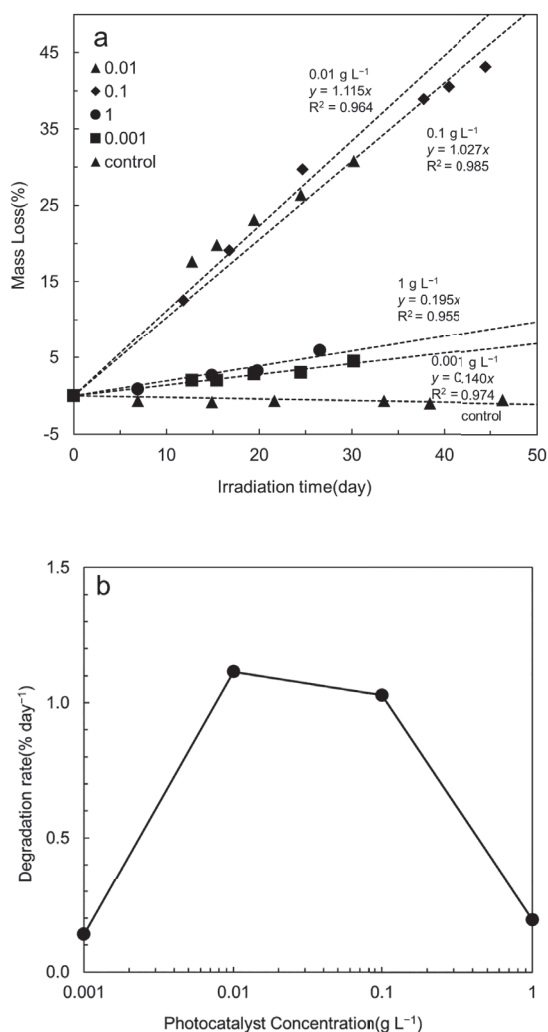 a
0.01
0.1
1
0.001
control
0.01 g L⁻¹
y = 1.115x
R² = 0.964
0.1 g L⁻¹
y = 1.027x
R² = 0.985
1 g L⁻¹
y = 0.195x
R² = 0.955
0.001 g L⁻¹
y = 0.140x
R² = 0.974
control
45
35
25
15
5
-5
0 10 20 30 40 50
Mass Loss(%)
Irradiation time(day)
b
1.5
1.0
0.5
0.0
0.001 0.01 0.1 1
Degradation rate(% day⁻¹)
Photocatalyst Concentration(g L⁻¹)